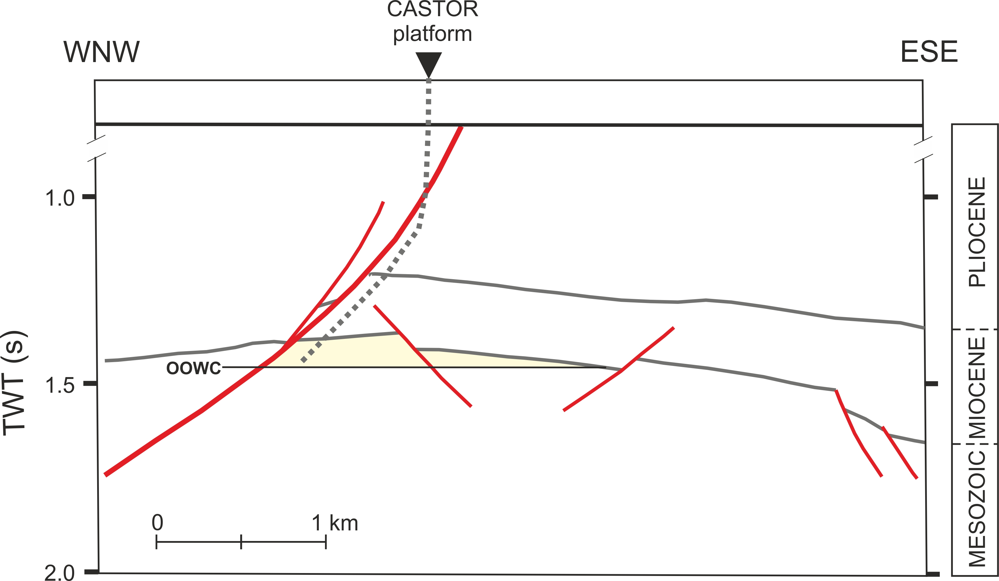 CASTOR
platform
WNW
ESE
1.0
1.5
2.0
TWT (s)
OOWC
0
1 km
PLIOCENE
MIOCENE
MESOZOIC